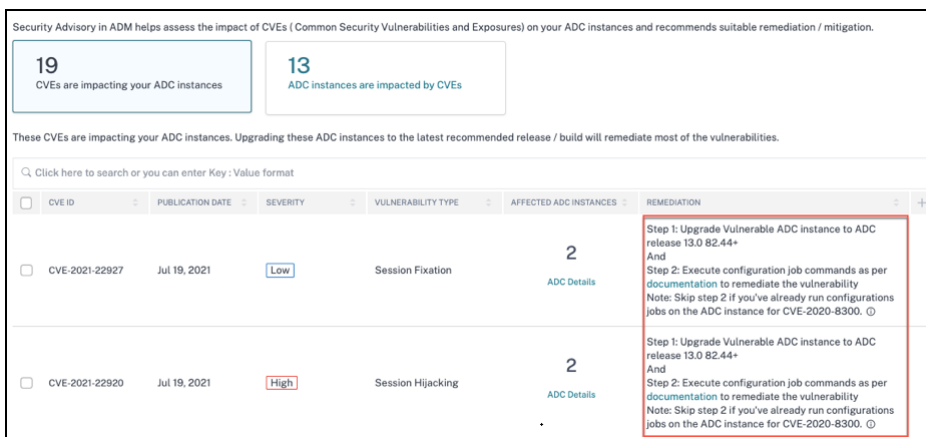 Security Advisory in ADM helps assess the impact of CVEs ( Common Security Vulnerabilities and Exposures) on your ADC instances and recommends suitable remediation / mitigation.
19
CVEs are impacting your ADC instances
13
ADC instances are impacted by CVEs
These CVEs are impacting your ADC instances. Upgrading these ADC instances to the latest recommended release / build will remediate most of the vulnerabilities.
Click here to search or you can enter Key : Value format
CVE ID PUBLICATION DATE SEVERITY VULNERABILITY TYPE AFFECTED ADC INSTANCES REMEDIATION
CVE-2021-22927 Jul 19, 2021 Low Session Fixation
2
ADC Details
Step 1: Upgrade Vulnerable ADC instance to ADC
release 13.0 82.44+
And
Step 2: Execute configuration job commands as per
documentation to remediate the vulnerability
Note: Skip step 2 if you've already run configurations
jobs on the ADC instance for CVE-2020-8300.
CVE-2021-22920 Jul 19, 2021 High Session Hijacking
2
ADC Details
Step 1: Upgrade Vulnerable ADC instance to ADC
release 13.0 82.44+
And
Step 2: Execute configuration job commands as per
documentation to remediate the vulnerability
Note: Skip step 2 if you've already run configurations
jobs on the ADC instance for CVE-2020-8300.